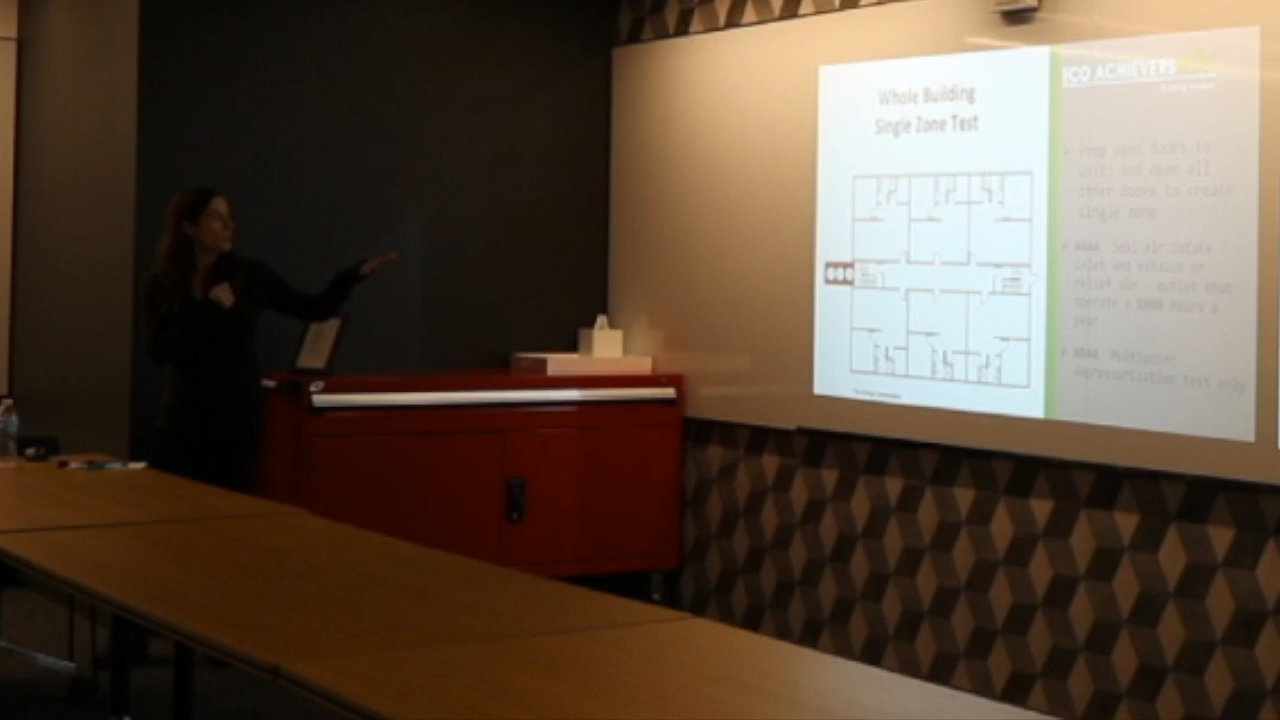 Whole Building
Single Zone Test
ECO ACHIEVERS
Prop open doors to
units and open all
other doors to create
single zone
Seal air intake
inlet and exhaust or
relief air outlet that
operate hours a
year
Multipoint
depressurization test only